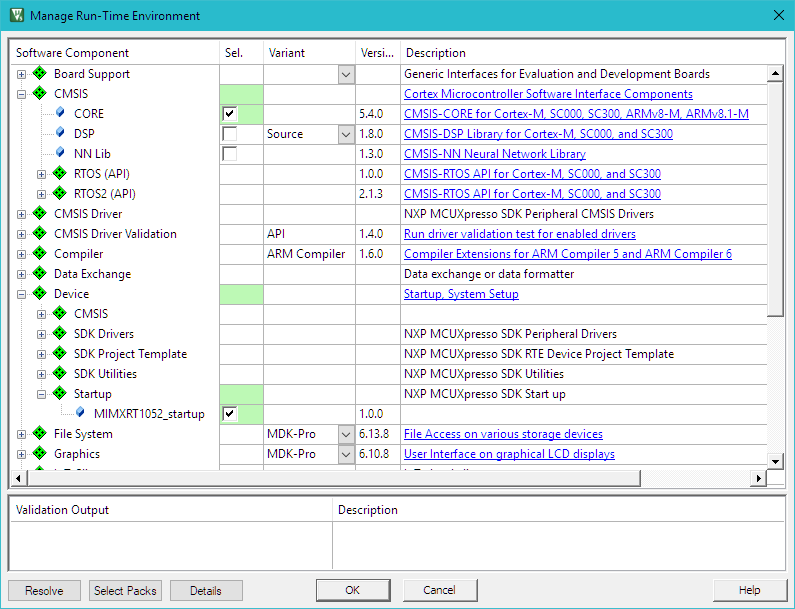 Manage Run-Time Environment
Software Component Sel. Variant Versi... Description
Board Support Generic Interfaces for Evaluation and Development Boards
CMSIS Cortex Microcontroller Software Interface Components
CORE 5.4.0 CMSIS-CORE for Cortex-M, SC000, SC300, ARMv8-M, ARMv8.1-M
DSP Source 1.8.0 CMSIS-DSP Library for Cortex-M, SC000, and SC300
NN Lib 1.3.0 CMSIS-NN Neural Network Library
RTOS (API) 1.0.0 CMSIS-RTOS API for Cortex-M, SC000, and SC300
RTOS2 (API) 2.1.3 CMSIS-RTOS API for Cortex-M, SC000, and SC300
CMSIS Driver NXP MCUXpresso SDK Peripheral CMSIS Drivers
CMSIS Driver Validation API 1.4.0 Run driver validation test for enabled drivers
Compiler ARM Compiler 1.6.0 Compiler Extensions for ARM Compiler 5 and ARM Compiler 6
Data Exchange Data exchange or data formatter
Device Startup, System Setup
CMSIS
SDK Drivers NXP MCUXpresso SDK Peripheral Drivers
SDK Project Template NXP MCUXpresso SDK RTE Device Project Template
SDK Utilities NXP MCUXpresso SDK Utilities
Startup NXP MCUXpresso SDK Start up
MIMXRT1052_startup 1.0.0
File System MDK-Pro 6.13.8 File Access on various storage devices
Graphics MDK-Pro 6.10.8 User Interface on graphical LCD displays
Validation Output Description
Resolve Select Packs Details OK Cancel Help